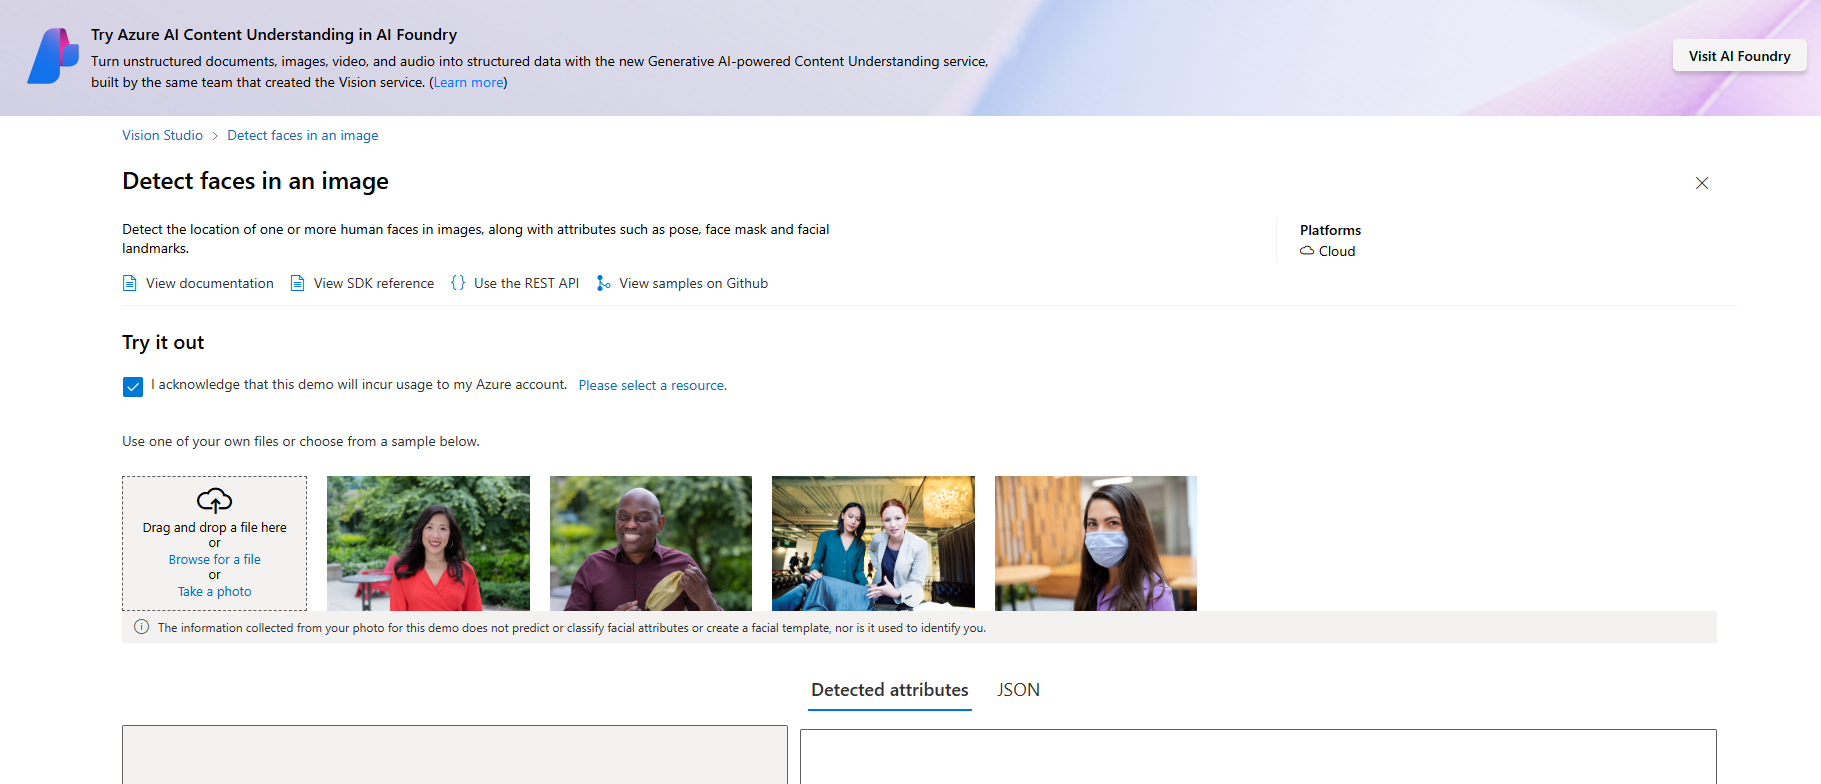 Try Azure AI Content Understanding in AI Foundry
Turn unstructured documents, images, video, and audio into structured data with the new Generative AI-powered Content Understanding service,
built by the same team that created the Vision service. (Learn more)
Visit AI Foundry
Vision Studio > Detect faces in an image
Detect faces in an image
Detect the location of one or more human faces in images, along with attributes such as pose, face mask and facial
landmarks.
Platforms
Cloud
View documentation
View SDK reference
{} Use the REST API
View samples on Github
Try it out
I acknowledge that this demo will incur usage to my Azure account. Please select a resource.
Use one of your own files or choose from a sample below.
Drag and drop a file here
or
Browse for a file
or
Take a photo
The information collected from your photo for this demo does not predict or classify facial attributes or create a facial template, nor is it used to identify you.
Detected attributes
JSON